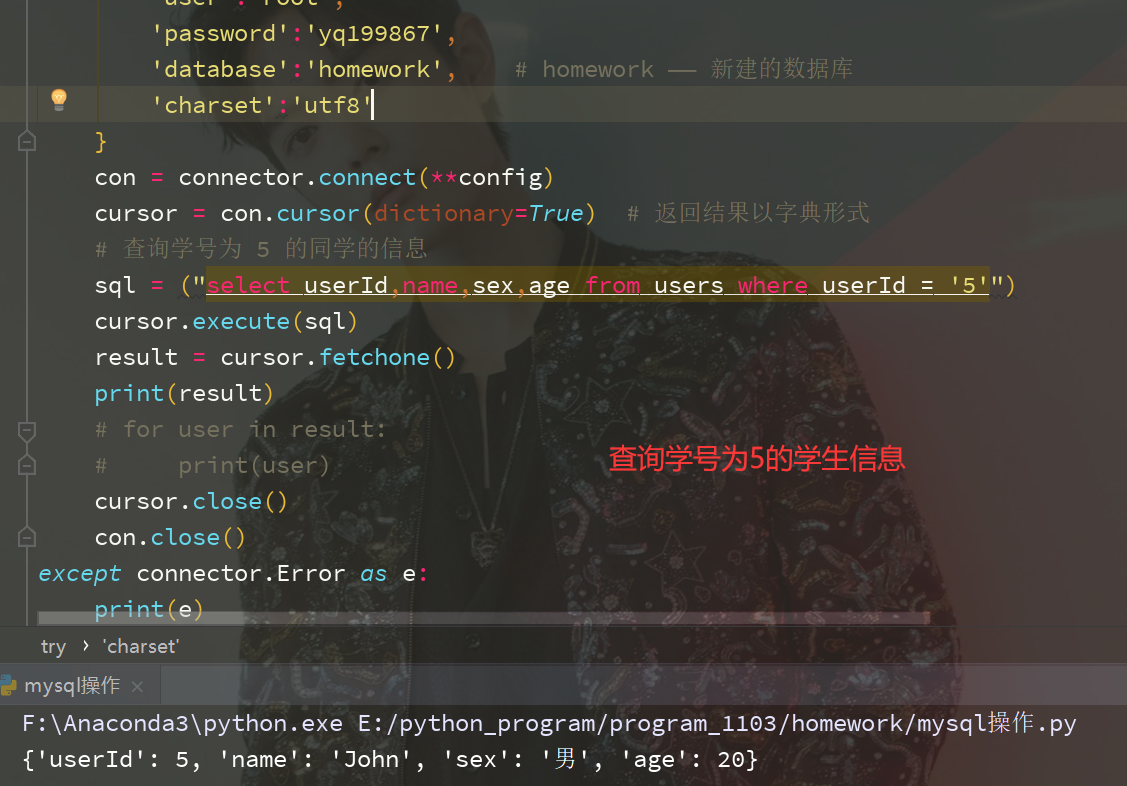 'user':'root',
'password':'yq199867',
'database':'homework',    # homework —— 新建的数据库
'charset':'utf8'
}
con = connector.connect(**config)
cursor = con.cursor(dictionary=True)  # 返回结果以字典形式
# 查询学号为 5 的同学的信息
sql = ("select userId,name,sex,age from users where userId = '5'")
cursor.execute(sql)
result = cursor.fetchone()
print(result)
# for user in result:
#     print(user)
查询学号为5的学生信息
cursor.close()
con.close()
except connector.Error as e:
print(e)
try › 'charset'
mysql操作 ×
F:\Anaconda3\python.exe E:/python_program/program_1103/homework/mysql操作.py
{'userId': 5, 'name': 'John', 'sex': '男', 'age': 20}